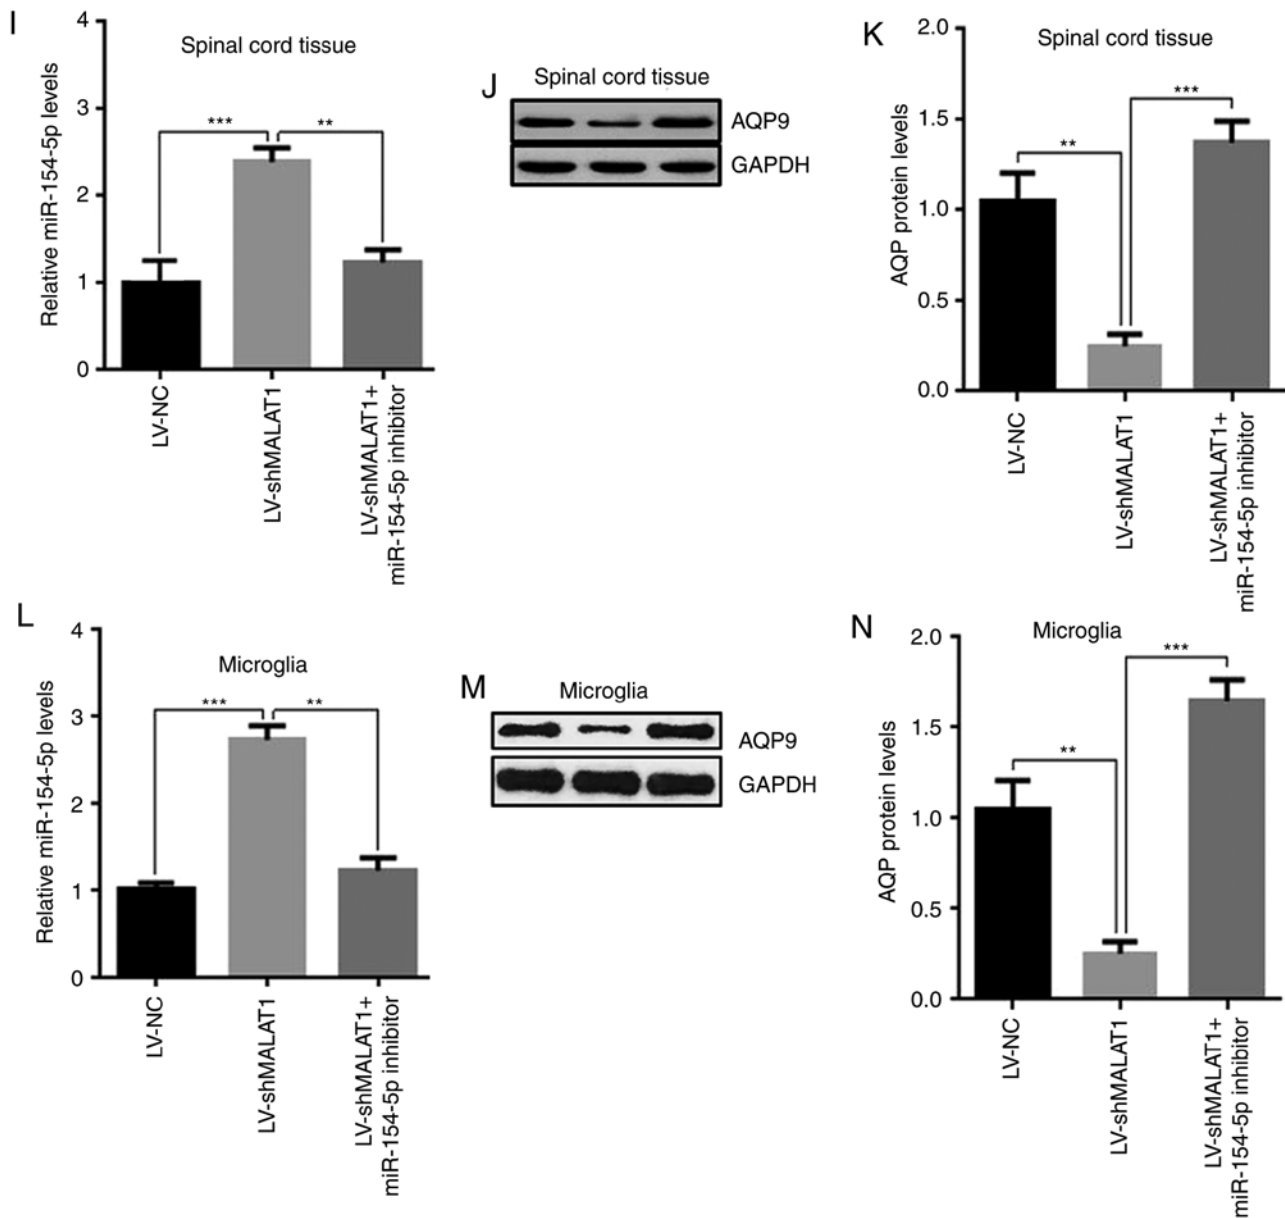 I
Spinal cord tissue
Relative miR-154-5p levels
4
3
2
1
0
***
**
LV-NC
LV-shMALAT1
LV-shMALAT1+
miR-154-5p inhibitor
J
Spinal cord tissue
AQP9
GAPDH
K
Spinal cord tissue
AQP protein levels
2.0
1.5
1.0
0.5
0.0
**
***
LV-NC
LV-shMALAT1
LV-shMALAT1+
miR-154-5p inhibitor
L
Microglia
Relative miR-154-5p levels
4
3
2
1
0
***
**
LV-NC
LV-shMALAT1
LV-shMALAT1+
miR-154-5p inhibitor
M
Microglia
AQP9
GAPDH
N
Microglia
AQP protein levels
2.0
1.5
1.0
0.5
0.0
**
***
LV-NC
LV-shMALAT1
LV-shMALAT1+
miR-154-5p inhibitor